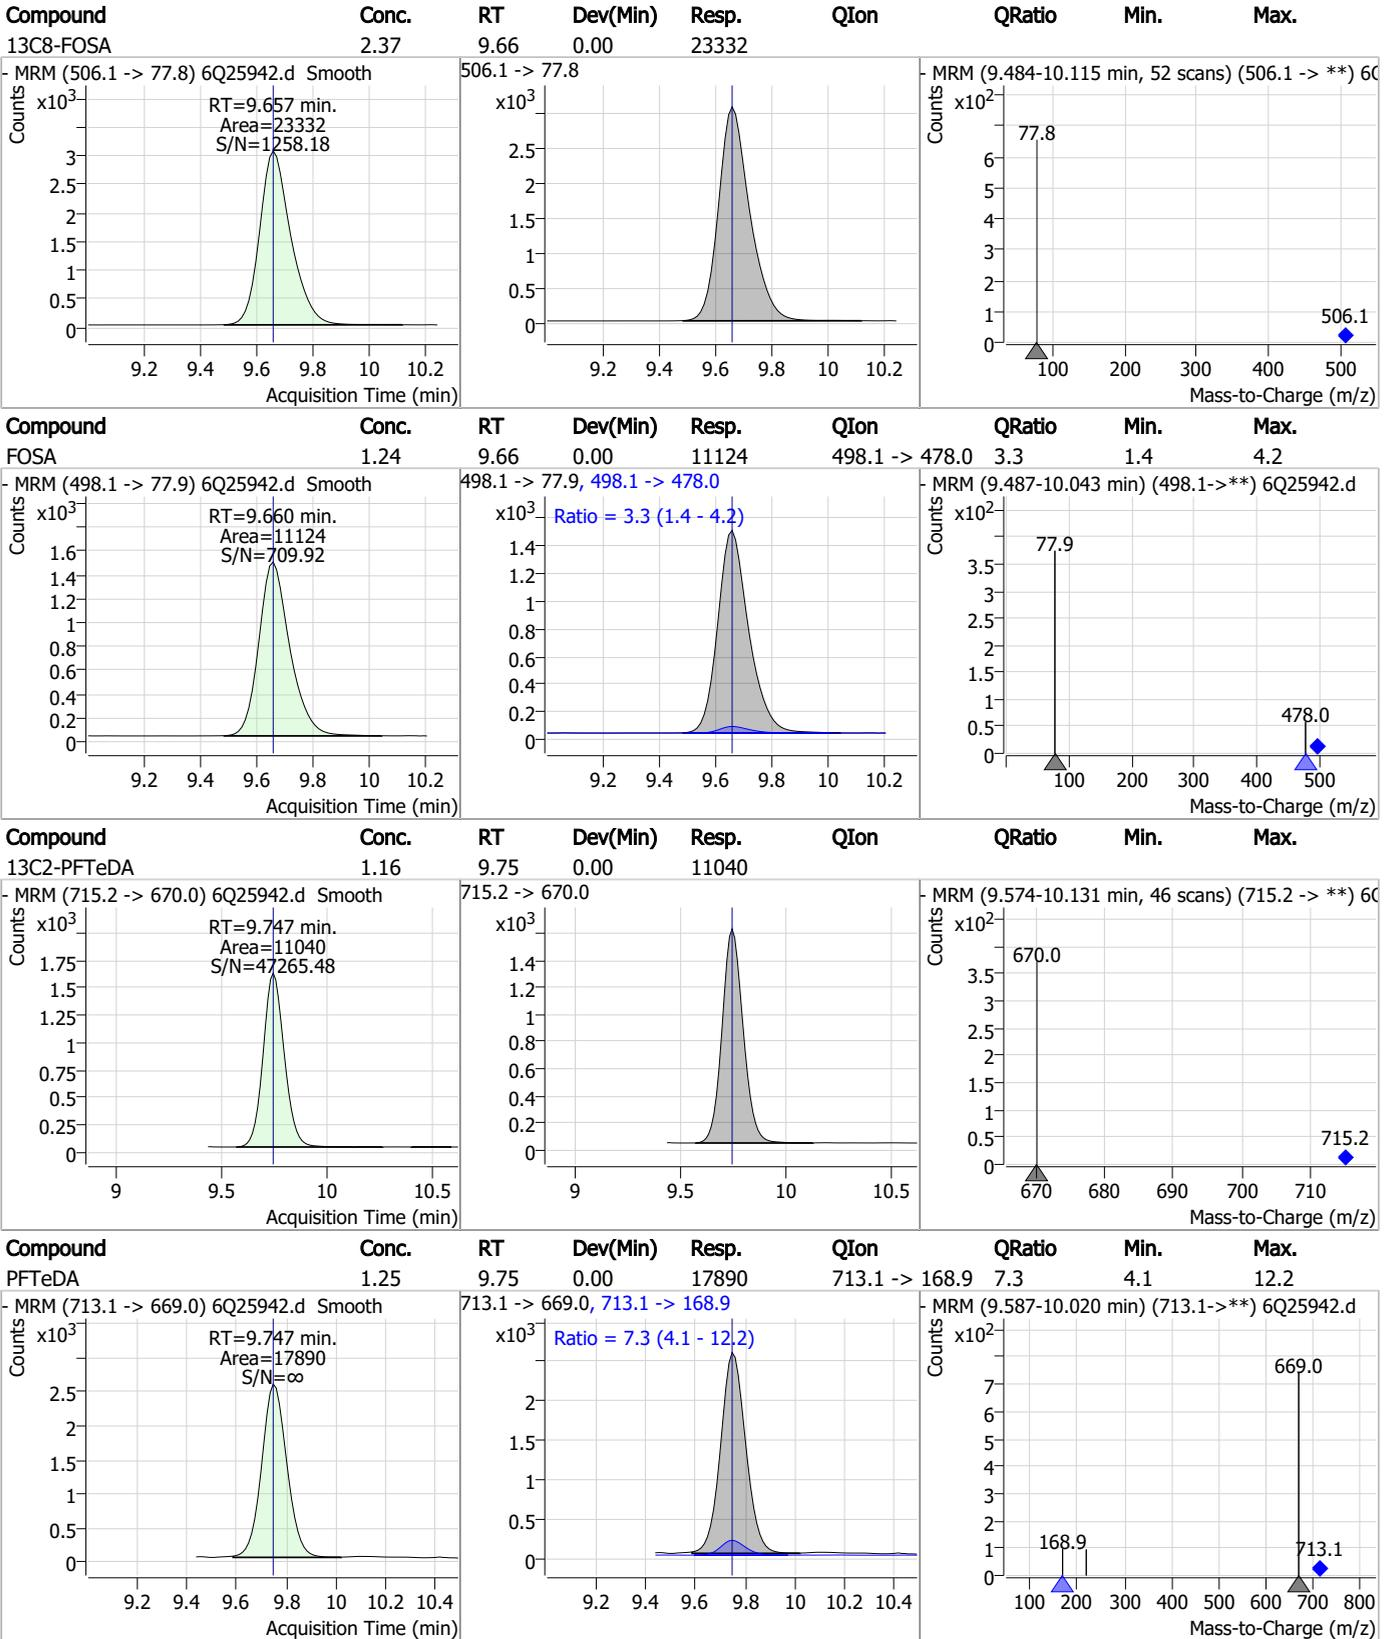 Compound Conc. RT Dev(Min) Resp. QIon QRatio Min. Max.
13C8-FOSA 2.37 9.66 0.00 23332
- MRM (506.1 -> 77.8) 6Q25942.d Smooth 506.1 -> 77.8 - MRM (9.484-10.115 min, 52 scans) (506.1 -> **) 6Q
Counts x10³ RT=9.657 min. x10³ Counts x10²
Area=23332
S/N=1258.18
77.8
3 2.5 2 1.5 1 0.5 0
2.5 2 1.5 1 0.5 0
6 5 4 3 2 1 0
506.1
9.2 9.4 9.6 9.8 10 10.2 9.2 9.4 9.6 9.8 10 10.2 100 200 300 400 500
Acquisition Time (min) Mass-to-Charge (m/z)
Compound Conc. RT Dev(Min) Resp. QIon QRatio Min. Max.
FOSA 1.24 9.66 0.00 11124 498.1 -> 478.0 3.3 1.4 4.2
- MRM (498.1 -> 77.9) 6Q25942.d Smooth 498.1 -> 77.9, 498.1 -> 478.0 - MRM (9.487-10.043 min) (498.1->**) 6Q25942.d
Counts x10³ RT=9.660 min. x10³ Ratio = 3.3 (1.4 - 4.2) Counts x10²
Area=11124
S/N=709.92
77.9
1.6 1.4 1.2 1 0.8 0.6 0.4 0.2 0
1.4 1.2 1 0.8 0.6 0.4 0.2 0
3.5 3 2.5 2 1.5 1 0.5 0
478.0
9.2 9.4 9.6 9.8 10 10.2 9.2 9.4 9.6 9.8 10 10.2 100 200 300 400 500
Acquisition Time (min) Mass-to-Charge (m/z)
Compound Conc. RT Dev(Min) Resp. QIon QRatio Min. Max.
13C2-PFTeDA 1.16 9.75 0.00 11040
- MRM (715.2 -> 670.0) 6Q25942.d Smooth 715.2 -> 670.0 - MRM (9.574-10.131 min, 46 scans) (715.2 -> **) 6Q
Counts x10³ RT=9.747 min. x10³ Counts x10²
Area=11040
S/N=47265.48
670.0
1.75 1.5 1.25 1 0.75 0.5 0.25 0
1.4 1.2 1 0.8 0.6 0.4 0.2 0
3.5 3 2.5 2 1.5 1 0.5 0
715.2
9 9.5 10 10.5 9 9.5 10 10.5 670 680 690 700 710
Acquisition Time (min) Mass-to-Charge (m/z)
Compound Conc. RT Dev(Min) Resp. QIon QRatio Min. Max.
PFTeDA 1.25 9.75 0.00 17890 713.1 -> 168.9 7.3 4.1 12.2
- MRM (713.1 -> 669.0) 6Q25942.d Smooth 713.1 -> 669.0, 713.1 -> 168.9 - MRM (9.587-10.020 min) (713.1->**) 6Q25942.d
Counts x10³ RT=9.747 min. x10³ Ratio = 7.3 (4.1 - 12.2) Counts x10²
Area=17890
S/N=∞
669.0
2.5 2 1.5 1 0.5 0
2 1.5 1 0.5 0
7 6 5 4 3 2 1 0
168.9 713.1
9.2 9.4 9.6 9.8 10 10.2 10.4 9.2 9.4 9.6 9.8 10 10.2 10.4 100 200 300 400 500 600 700 800
Acquisition Time (min) Mass-to-Charge (m/z)